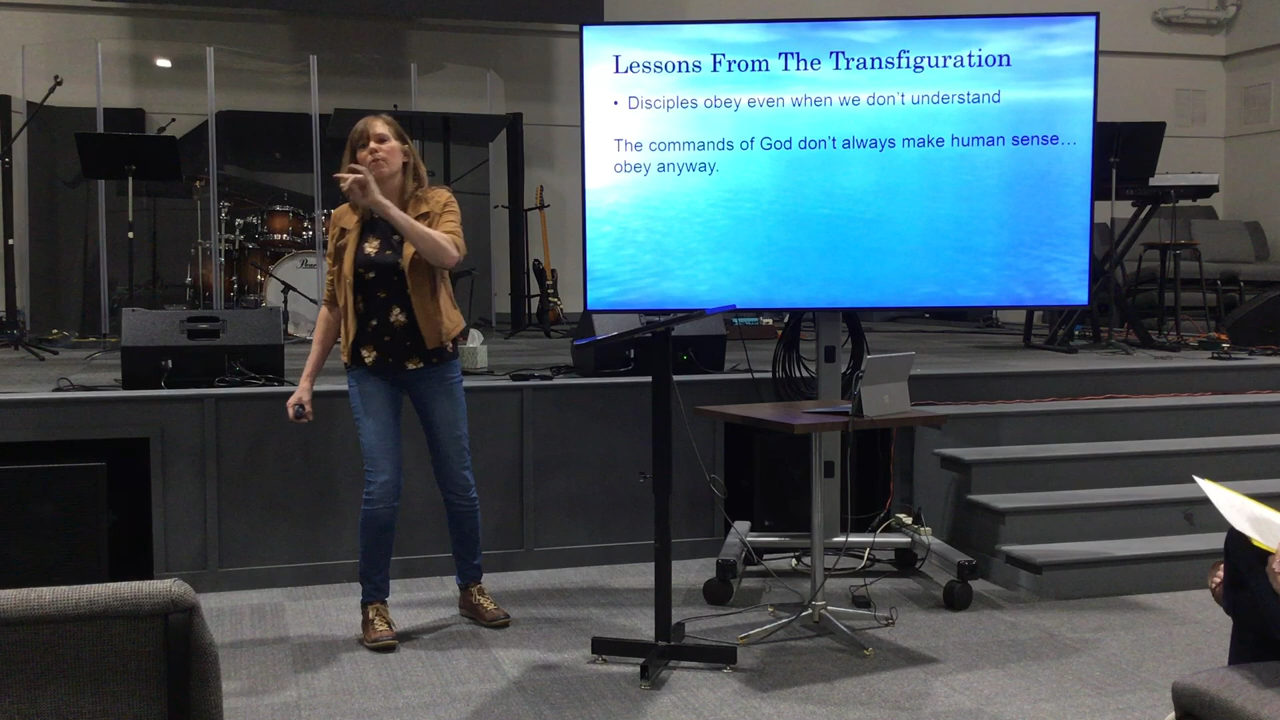 Lessons From The Transfiguration
• Disciples obey even when we don't understand
The commands of God don't always make human sense…
obey anyway.